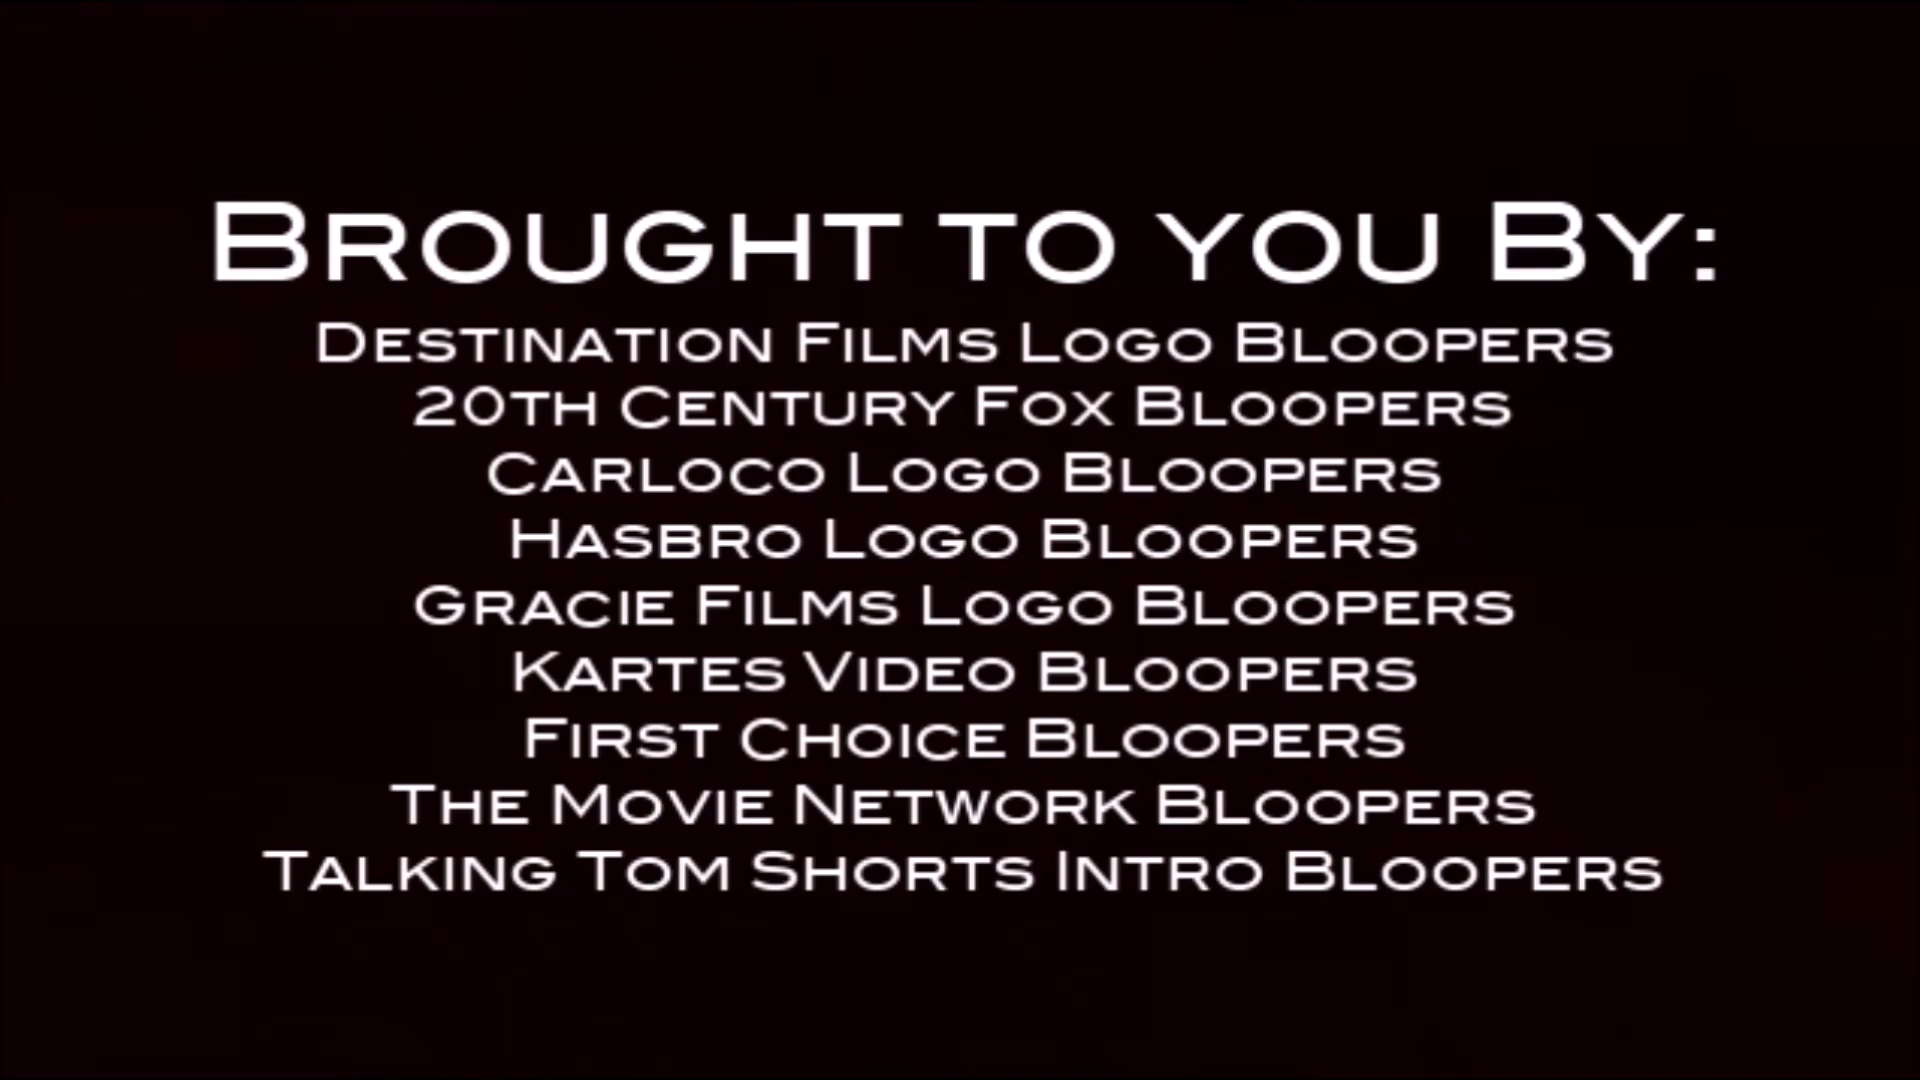 Brought to you By:
Destination Films Logo Bloopers
20th Century Fox Bloopers
Carloco Logo Bloopers
Hasbro Logo Bloopers
Gracie Films Logo Bloopers
Kartes Video Bloopers
First Choice Bloopers
The Movie Network Bloopers
Talking Tom Shorts Intro Bloopers